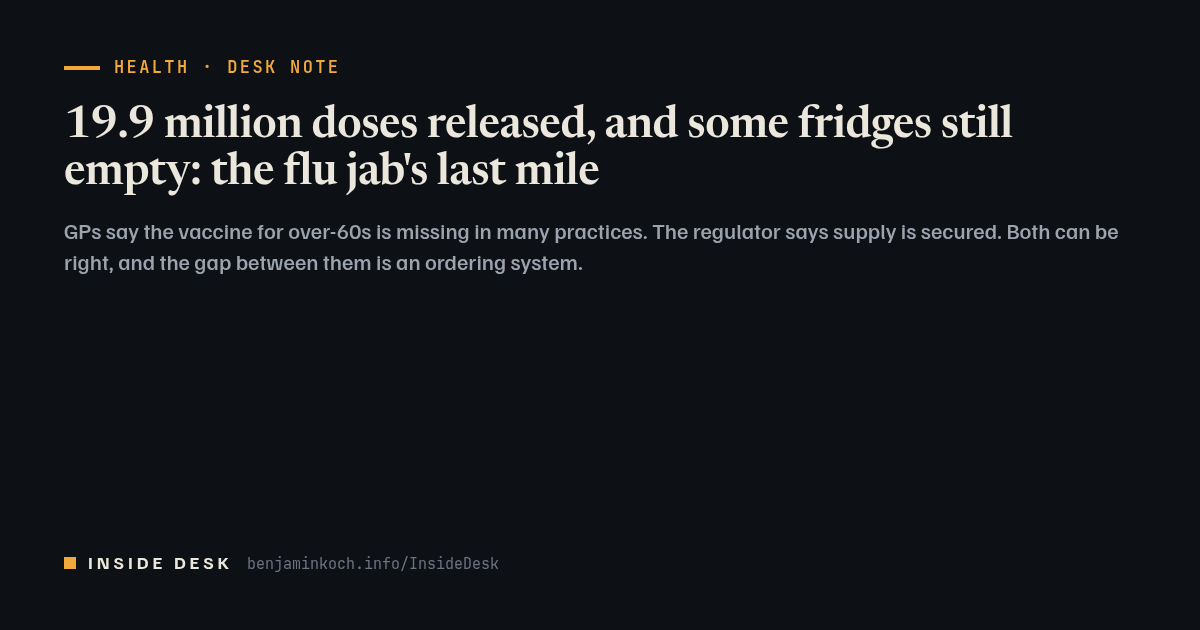 HEALTH · DESK NOTE
19.9 million doses released, and some fridges still
empty: the flu jab's last mile
GPs say the vaccine for over-60s is missing in many practices. The regulator says supply is secured. Both can be
right, and the gap between them is an ordering system.
INSIDE DESK benjaminkoch.info/InsideDesk